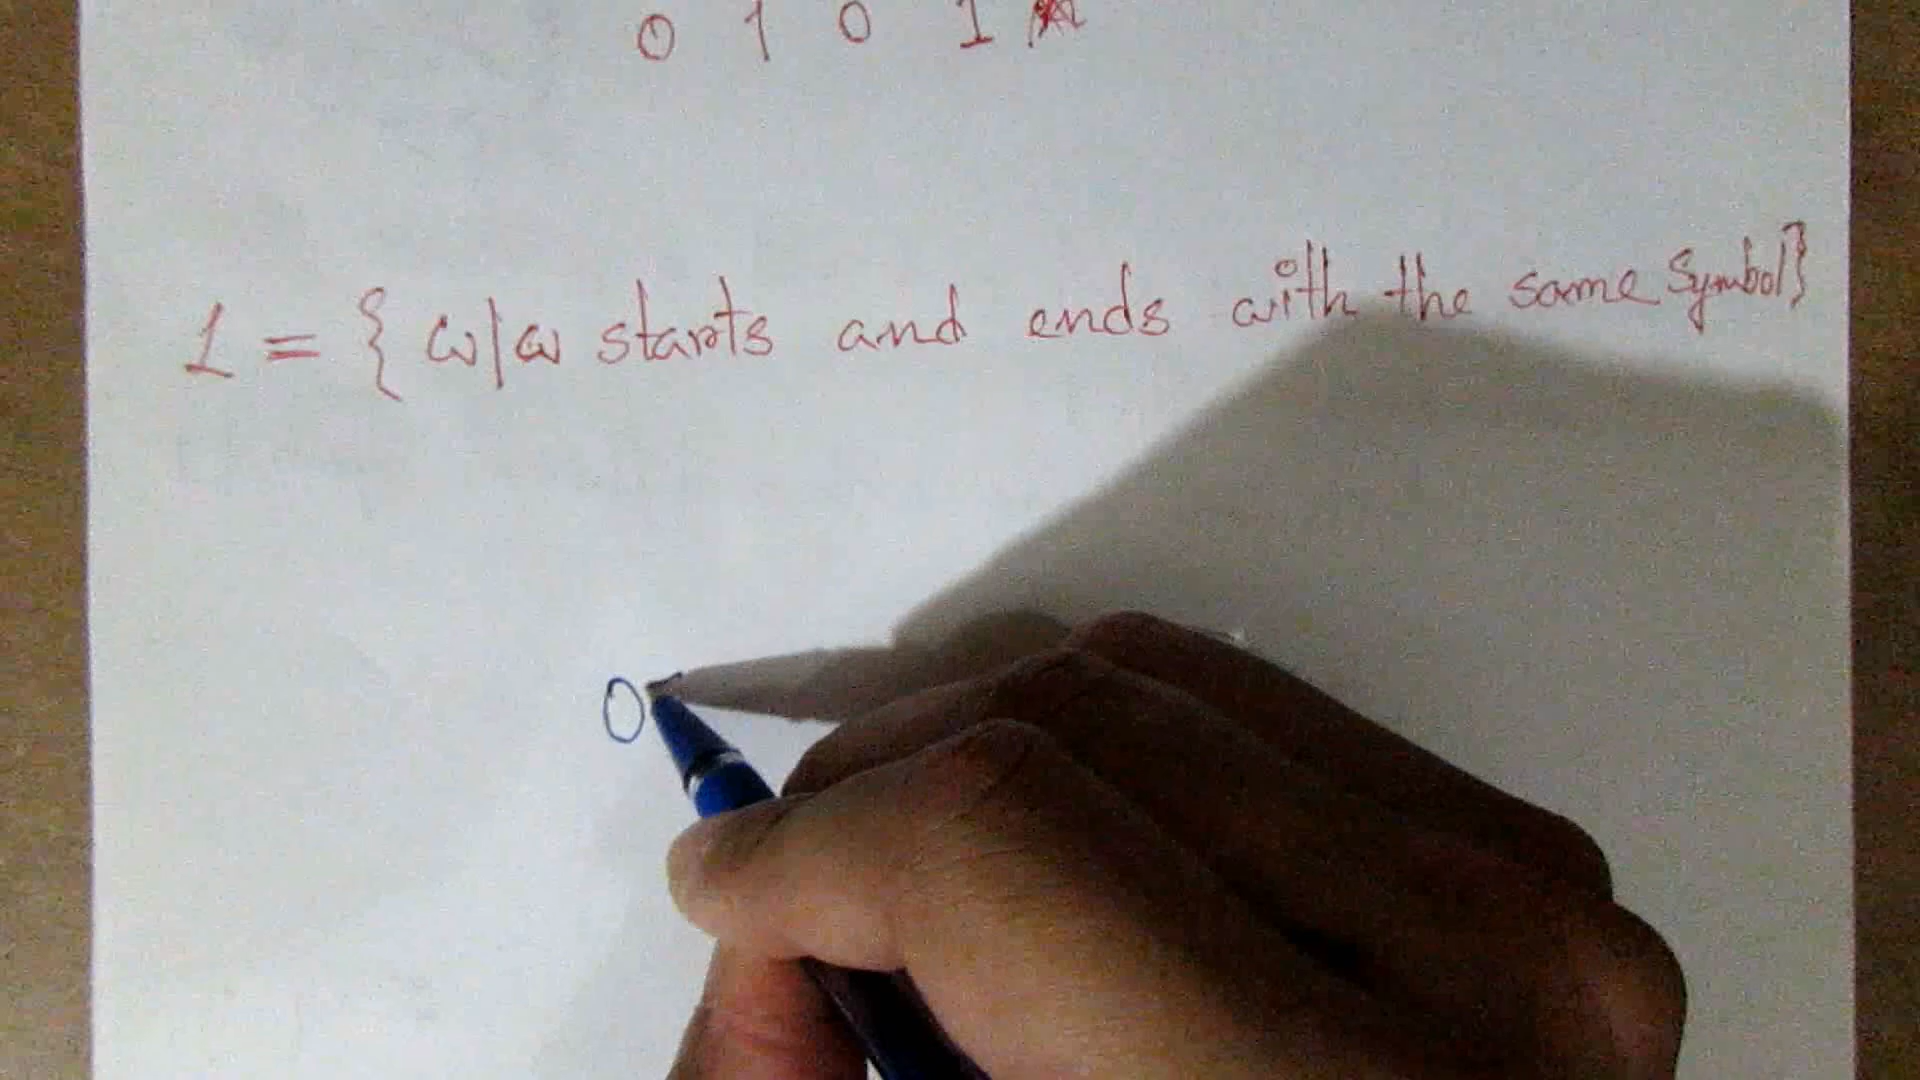 0 1 0 1
L = { w/w starts and ends with the same Symbol}
0